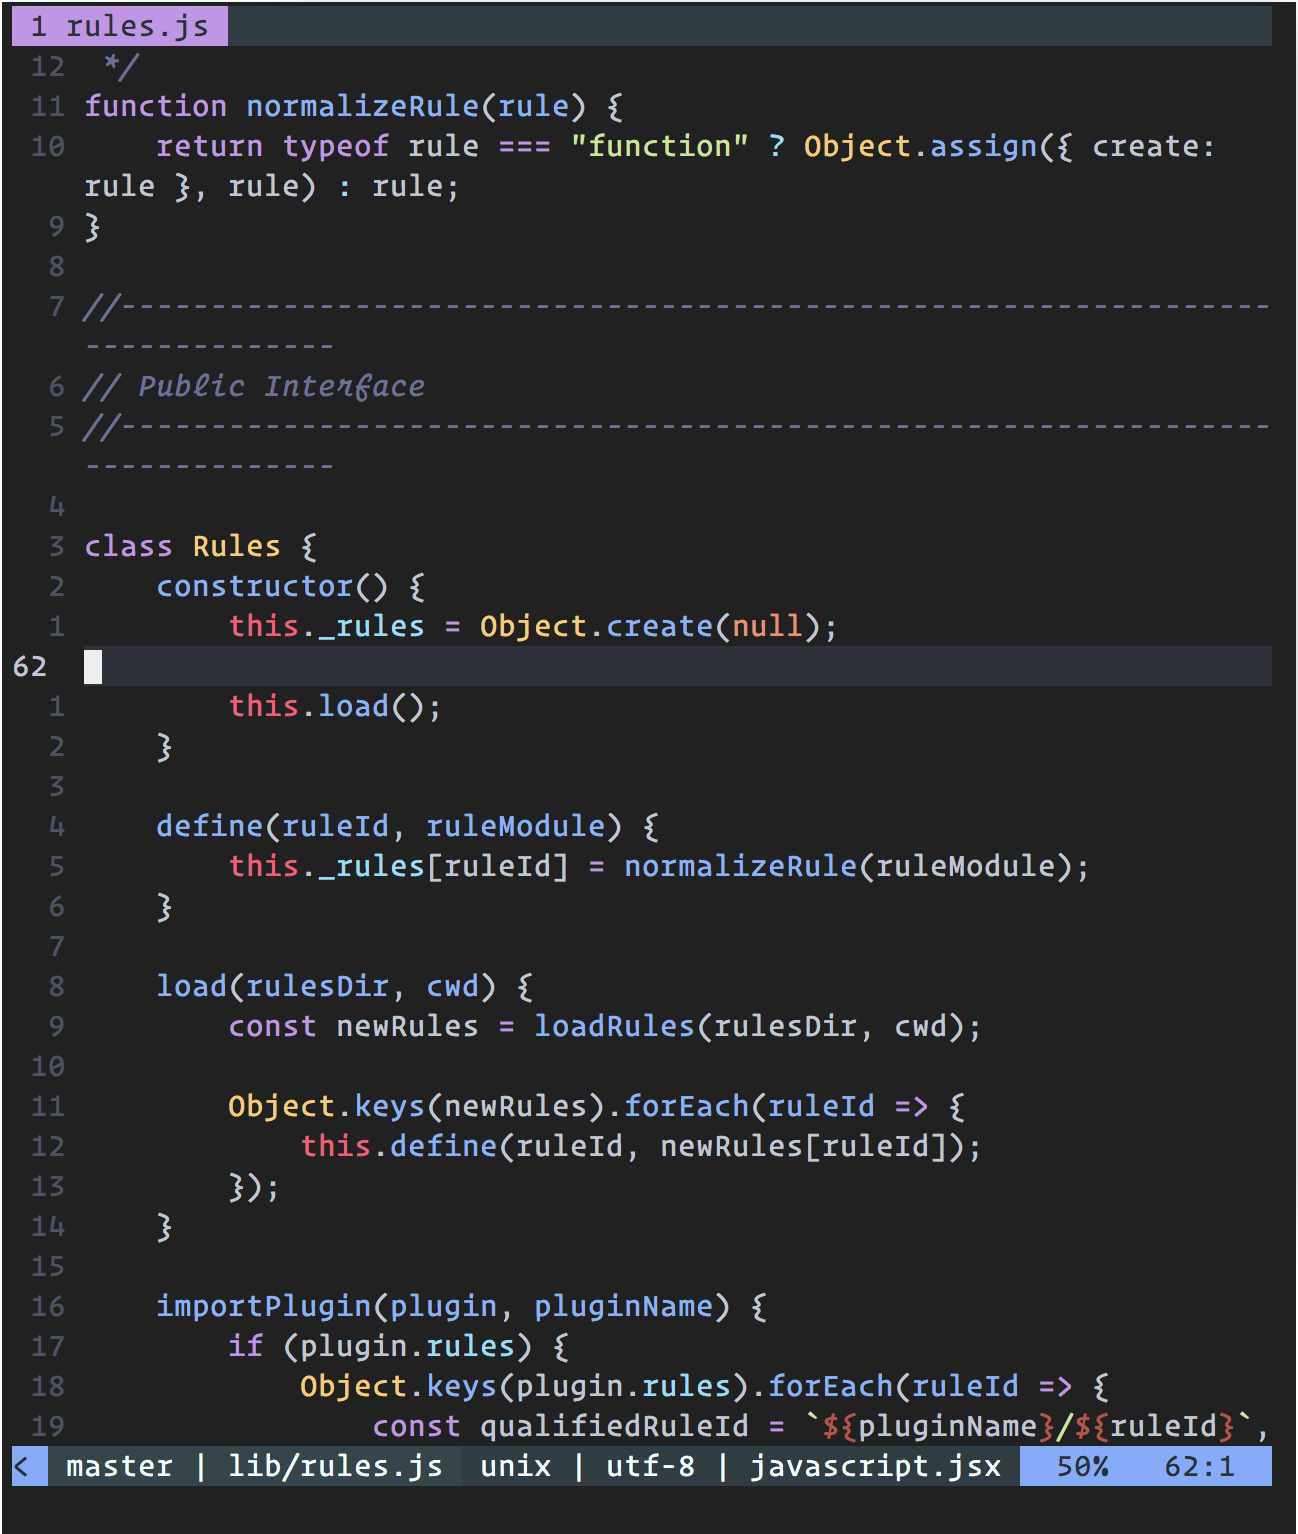 1 rules.js
12  */
11 function normalizeRule(rule) {
10     return typeof rule === "function" ? Object.assign({ create:
rule }, rule) : rule;
9 }
8
7 //----------------------------------------------------------------
--------------
6 // Public Interface
5 //----------------------------------------------------------------
--------------
4
3 class Rules {
2     constructor() {
1         this._rules = Object.create(null);
62
1         this.load();
2     }
3
4     define(ruleId, ruleModule) {
5         this._rules[ruleId] = normalizeRule(ruleModule);
6     }
7
8     load(rulesDir, cwd) {
9         const newRules = loadRules(rulesDir, cwd);
10
11         Object.keys(newRules).forEach(ruleId => {
12             this.define(ruleId, newRules[ruleId]);
13         });
14     }
15
16     importPlugin(plugin, pluginName) {
17         if (plugin.rules) {
18             Object.keys(plugin.rules).forEach(ruleId => {
19                 const qualifiedRuleId = `${pluginName}/${ruleId}`,
< master | lib/rules.js unix | utf-8 | javascript.jsx 50% 62:1